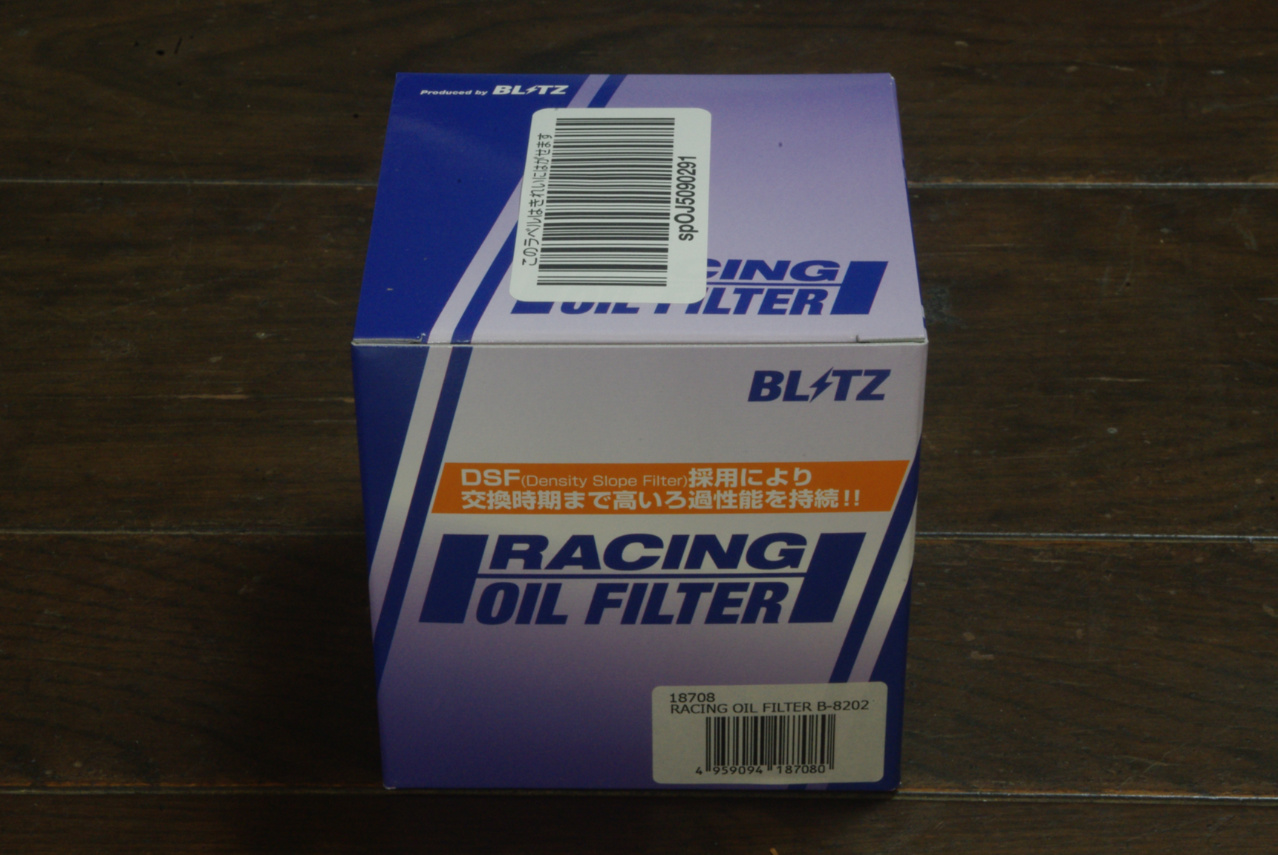 Produced by BLITZ
このラベルはきれいにはがせます
spOJ5090291
CING
OIL FILTER
BLITZ
DSF(Density Slope Filter)採用により
交換時期まで高いろ過性能を持続!!
RACING
OIL FILTER
18708
RACING OIL FILTER B-8202
4 959094 187080